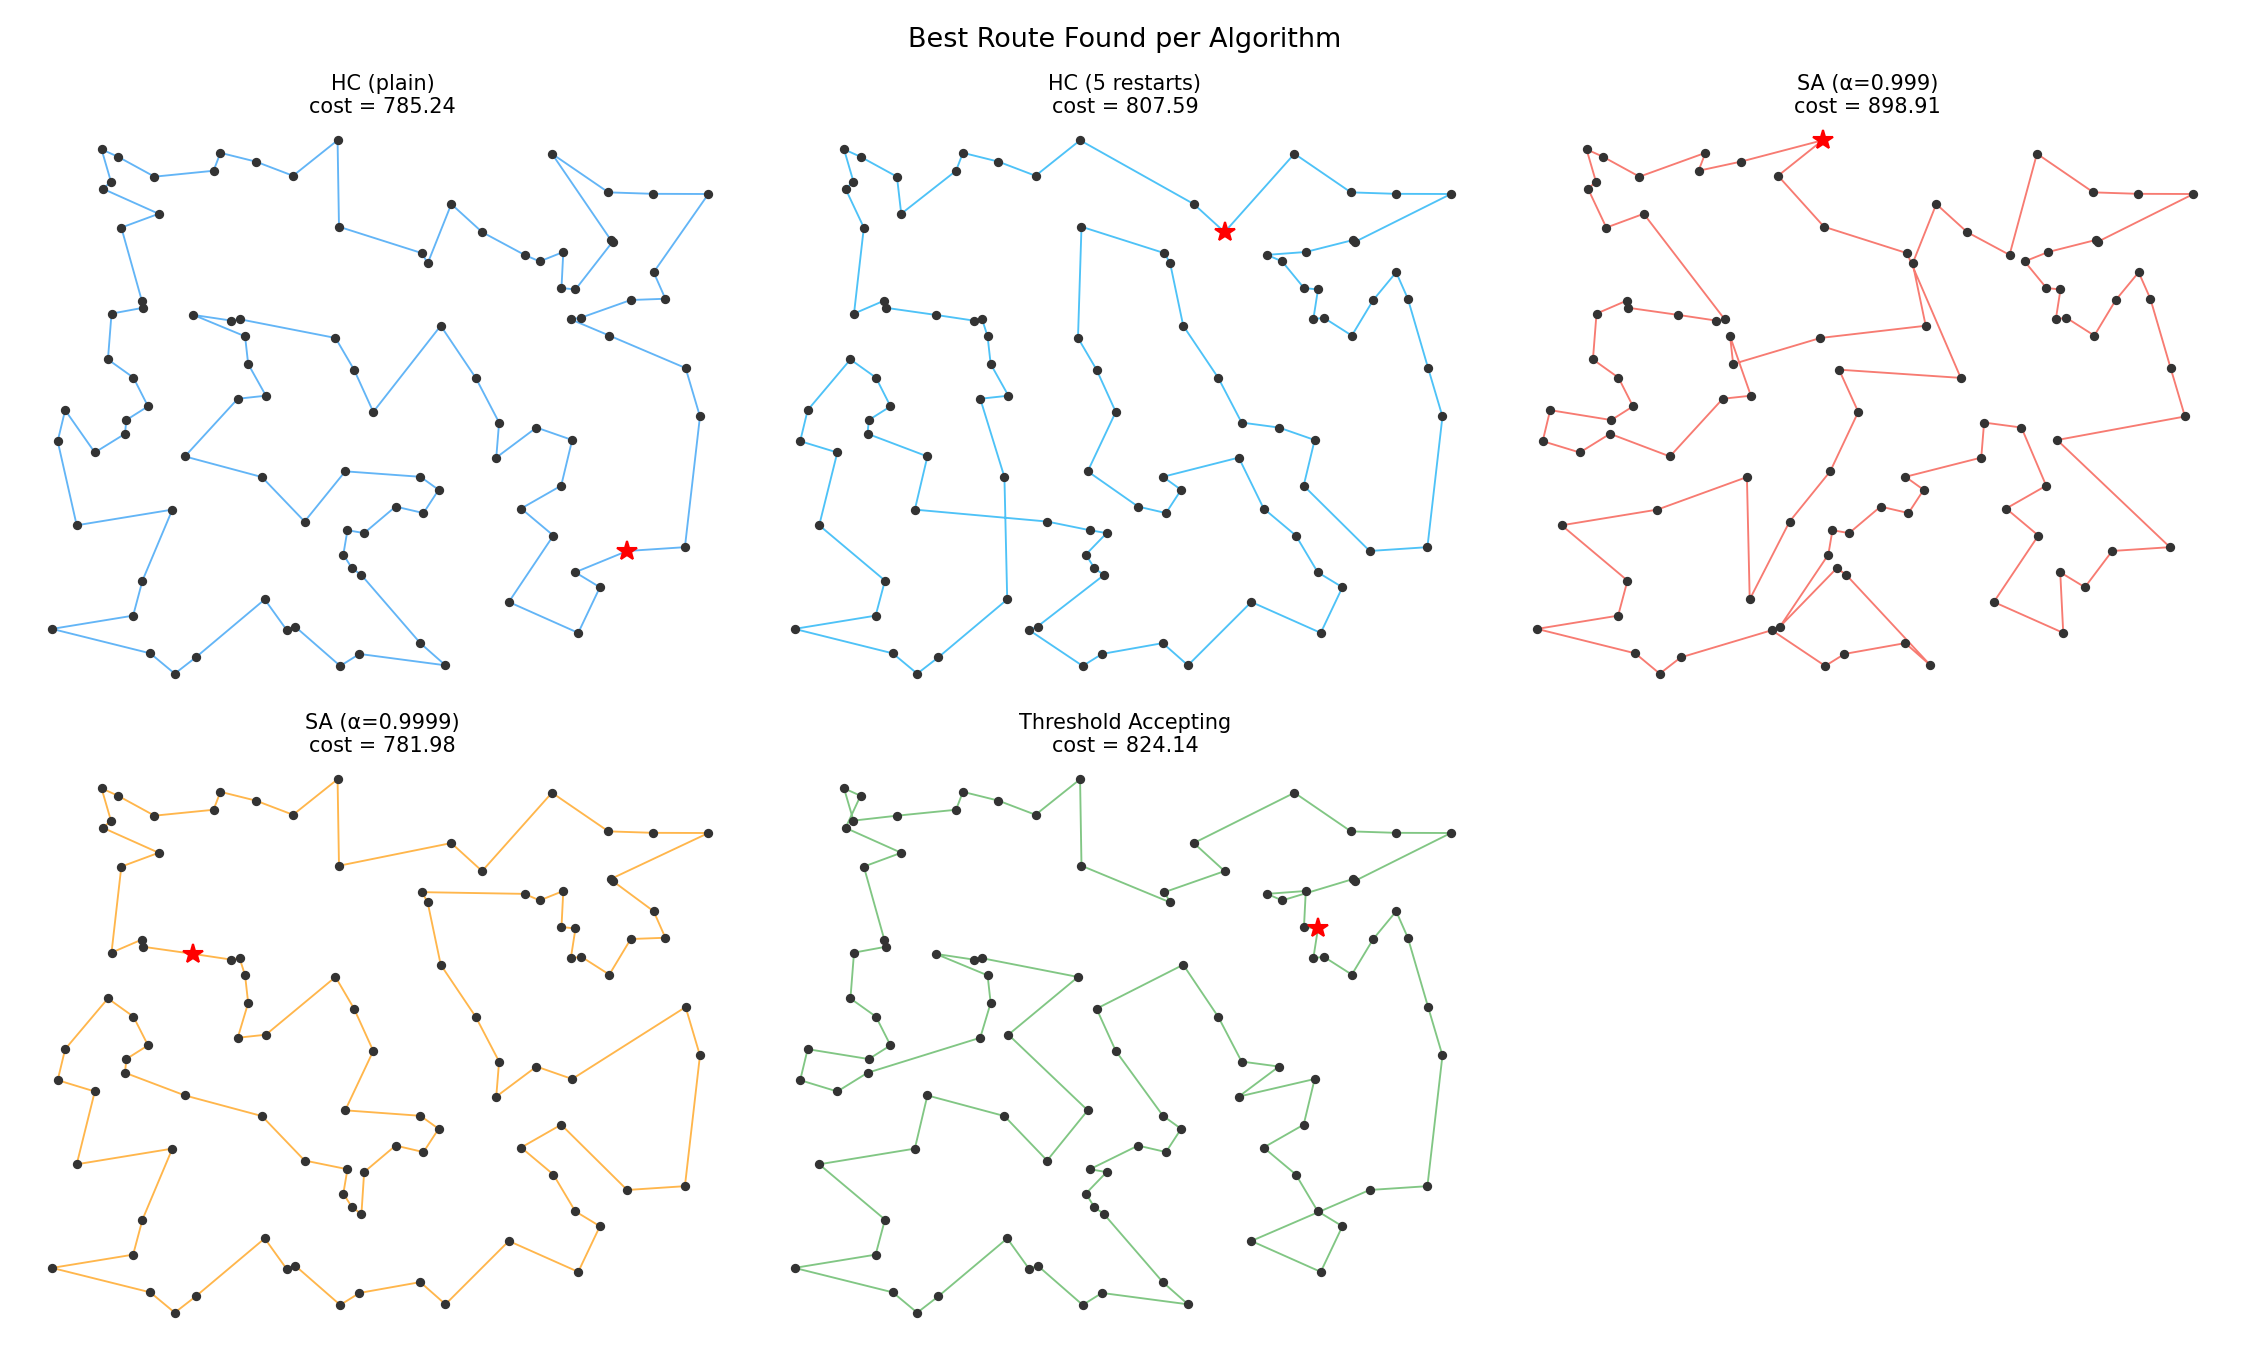 Best Route Found per Algorithm
HC (plain)
cost = 785.24
HC (5 restarts)
cost = 807.59
SA (α=0.999)
cost = 898.91
SA (α=0.9999)
cost = 781.98
Threshold Accepting
cost = 824.14